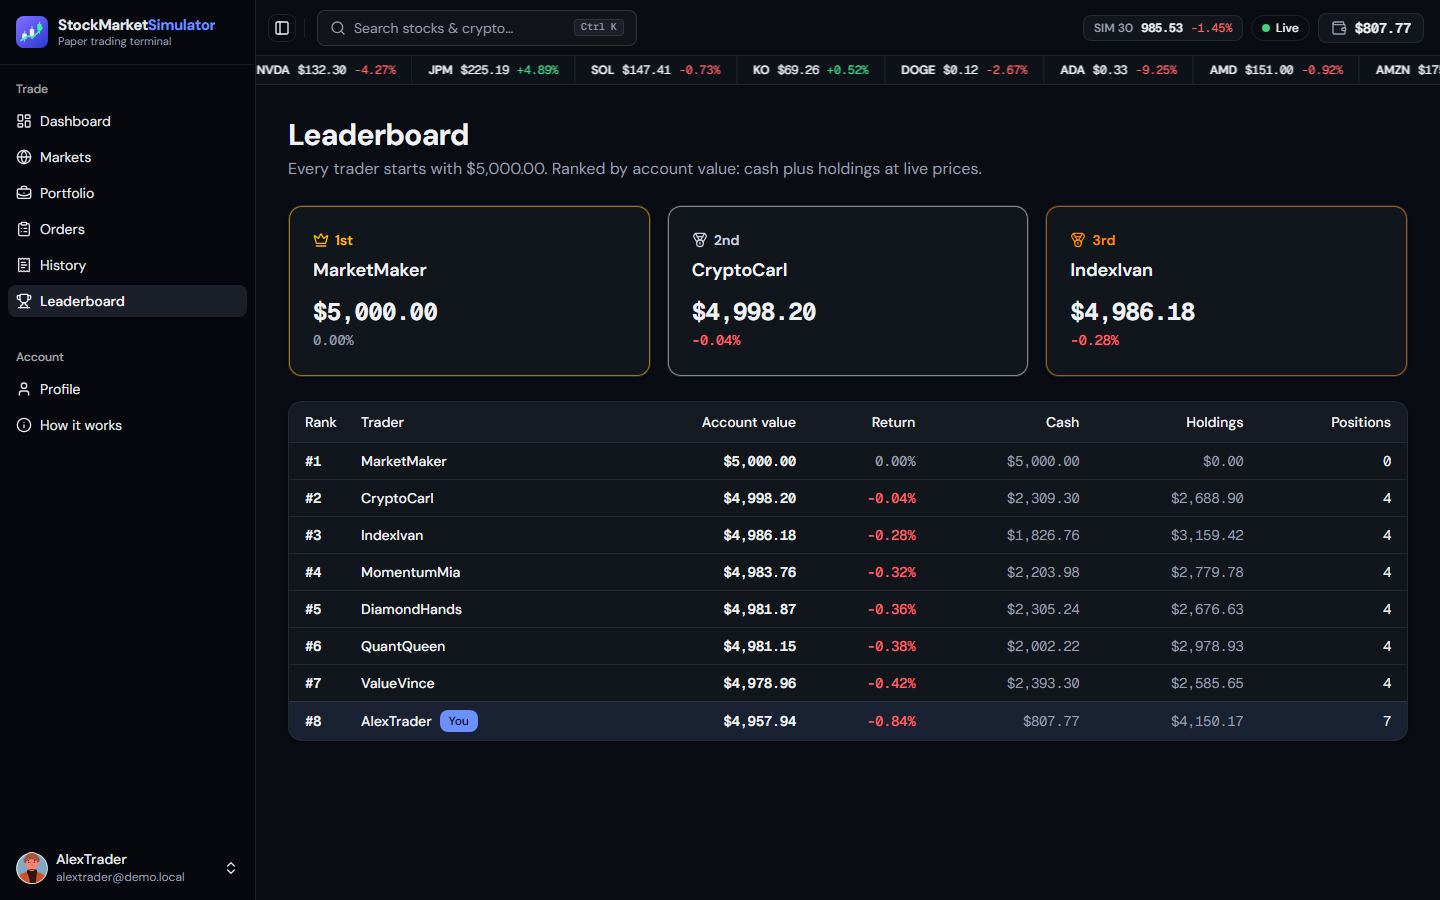 StockMarketSimulator
Paper trading terminal
Search stocks & crypto...
Ctrl K
SIM 30 985.53 -1.45%
Live
$807.77
NVDA $132.30 -4.27%
JPM $225.19 +4.89%
SOL $147.41 -0.73%
KO $69.26 +0.52%
DOGE $0.12 -2.67%
ADA $0.33 -9.25%
AMD $151.00 -0.92%
AMZN
Trade
Dashboard
Markets
Portfolio
Orders
History
Leaderboard
Account
Profile
How it works
AlexTrader
alextrader@demo.local
Leaderboard
Every trader starts with $5,000.00. Ranked by account value: cash plus holdings at live prices.
1st
MarketMaker
$5,000.00
0.00%
2nd
CryptoCarl
$4,998.20
-0.04%
3rd
IndexIvan
$4,986.18
-0.28%
Rank Trader Account value Return Cash Holdings Positions
#1 MarketMaker $5,000.00 0.00% $5,000.00 $0.00 0
#2 CryptoCarl $4,998.20 -0.04% $2,309.30 $2,688.90 4
#3 IndexIvan $4,986.18 -0.28% $1,826.76 $3,159.42 4
#4 MomentumMia $4,983.76 -0.32% $2,203.98 $2,779.78 4
#5 DiamondHands $4,981.87 -0.36% $2,305.24 $2,676.63 4
#6 QuantQueen $4,981.15 -0.38% $2,002.22 $2,978.93 4
#7 ValueVince $4,978.96 -0.42% $2,393.30 $2,585.65 4
#8 AlexTrader You $4,957.94 -0.84% $807.77 $4,150.17 7